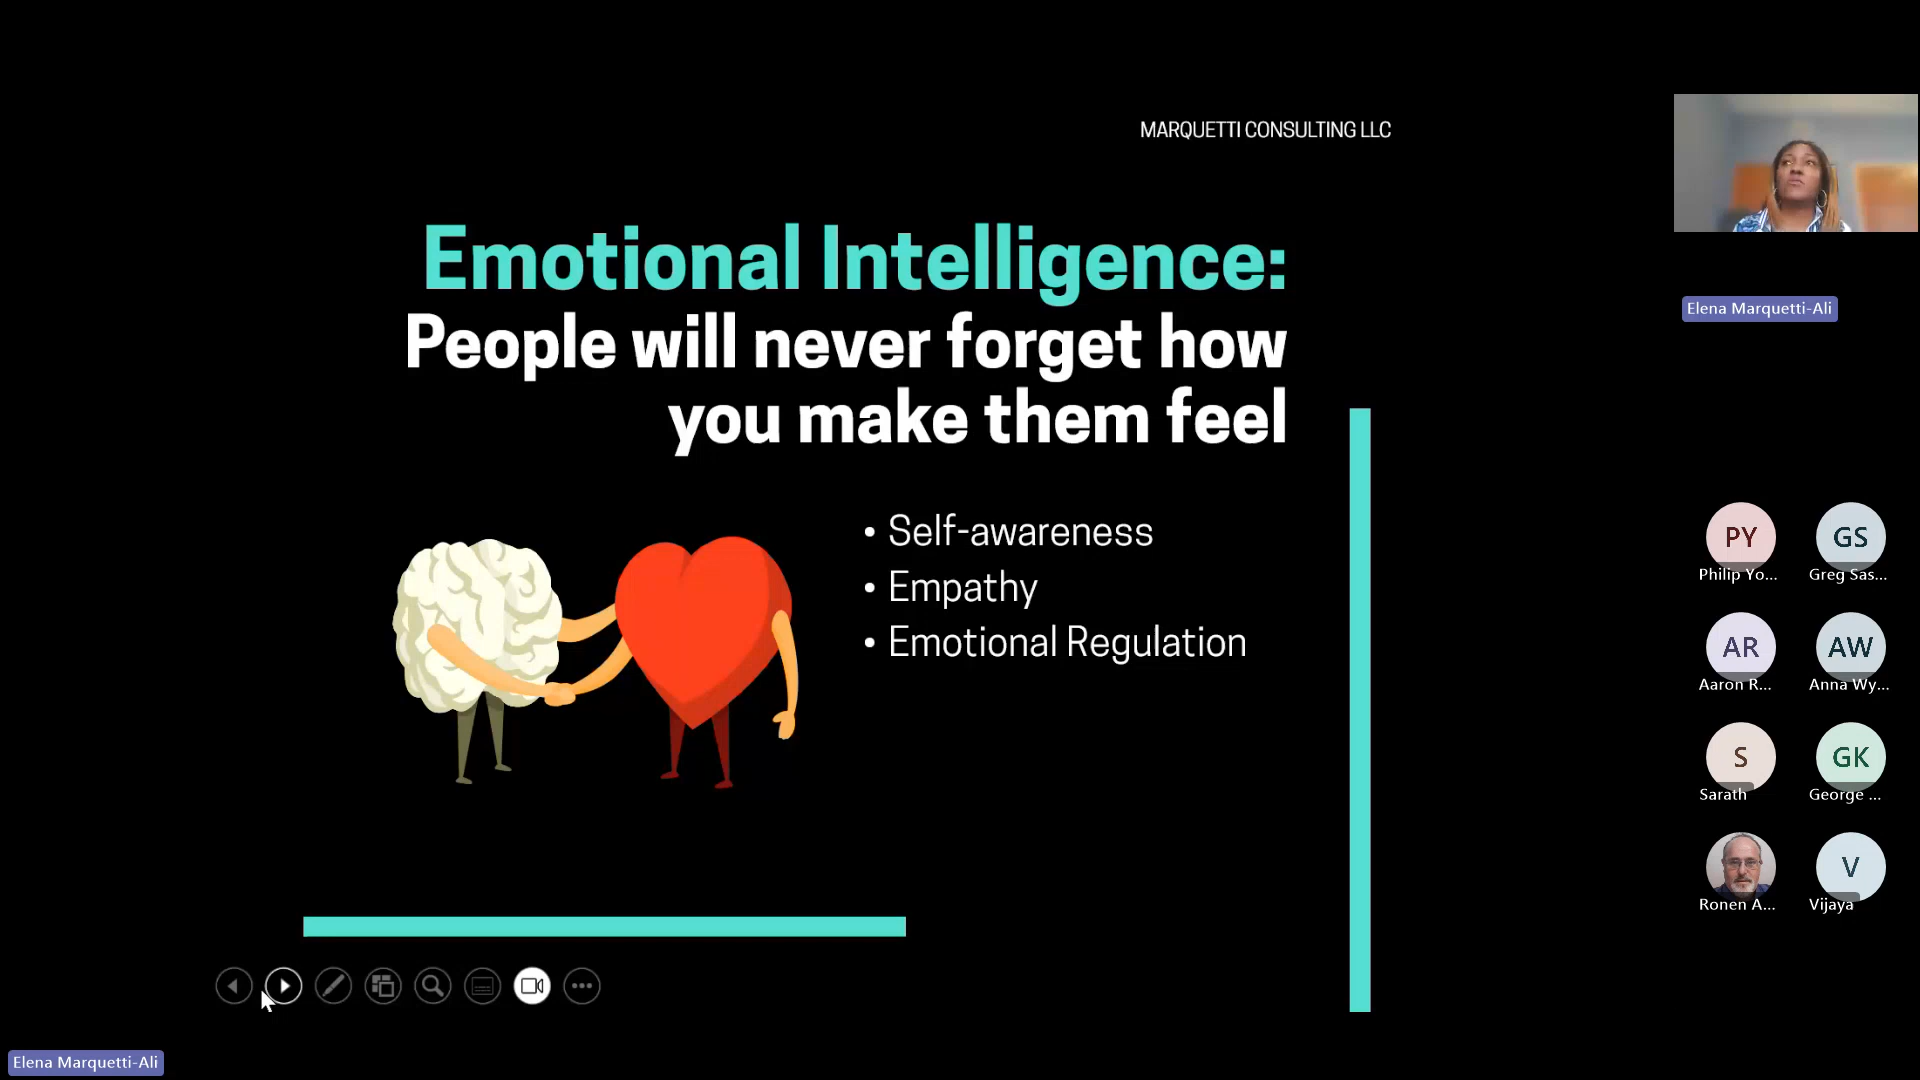 MARQUETTI CONSULTING LLC
Emotional Intelligence:
People will never forget how
you make them feel
• Self-awareness
• Empathy
• Emotional Regulation
Elena Marquetti-Ali
PY
GS
Philip Yo...
Greg Sas...
AR
AW
Aaron R...
Anna Wy...
S
GK
Sarath
George ...
V
Ronen A...
Vijaya
Elena Marquetti-Ali